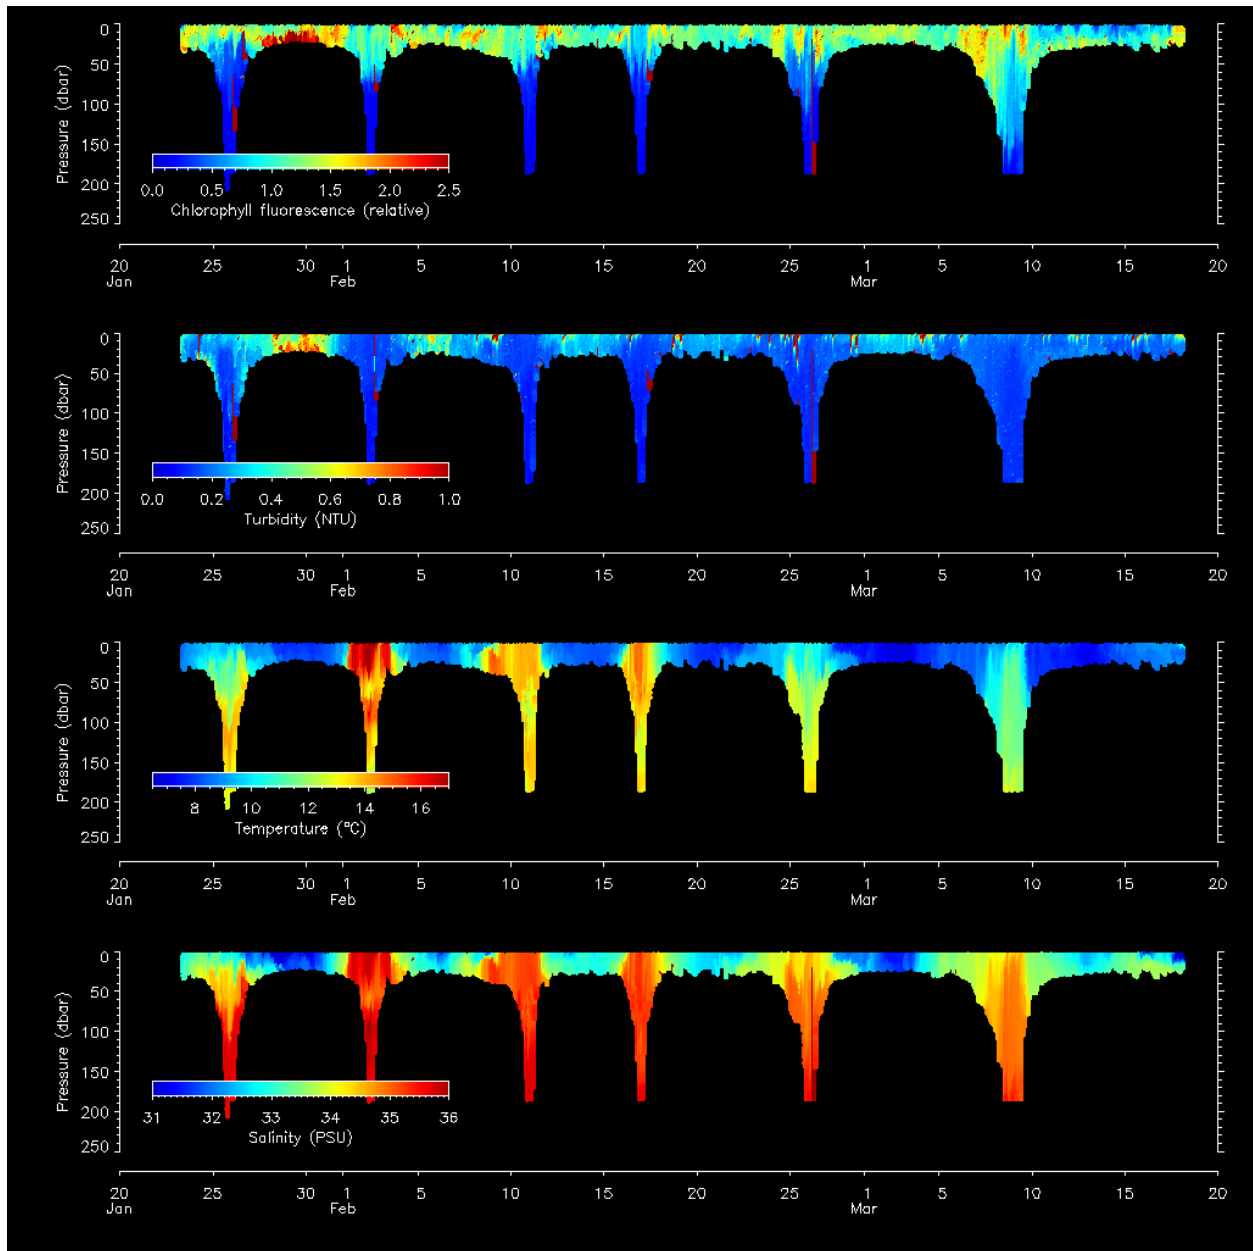 0
50
100
150
200
250
Pressure (dbar)
0.0 0.5 1.0 1.5 2.0 2.5
Chlorophyll fluorescence (relative)
20 25 30 1 5 10 15 20 25 1 5 10 15 20
Jan Feb Mar
0
50
100
150
200
250
Pressure (dbar)
0.0 0.2 0.4 0.6 0.8 1.0
Turbidity (NTU)
20 25 30 1 5 10 15 20 25 1 5 10 15 20
Jan Feb Mar
0
50
100
150
200
250
Pressure (dbar)
8 10 12 14 16
Temperature (°C)
20 25 30 1 5 10 15 20 25 1 5 10 15 20
Jan Feb Mar
0
50
100
150
200
250
Pressure (dbar)
31 32 33 34 35 36
Salinity (PSU)
20 25 30 1 5 10 15 20 25 1 5 10 15 20
Jan Feb Mar